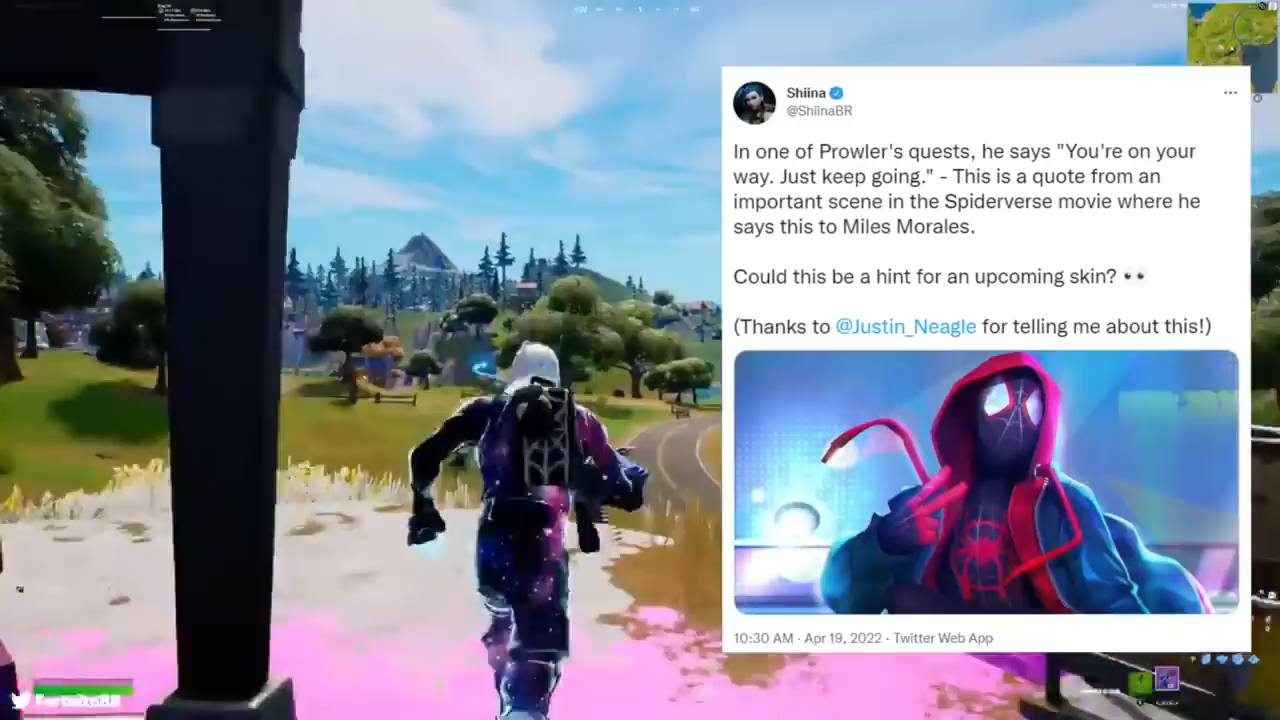 Shiina
@ShiinaBR
In one of Prowler's quests, he says "You're on your
way. Just keep going." - This is a quote from an
important scene in the Spiderverse movie where he
says this to Miles Morales.
Could this be a hint for an upcoming skin? 👀
(Thanks to @Justin_Neagle for telling me about this!)
10:30 AM · Apr 19, 2022 · Twitter Web App